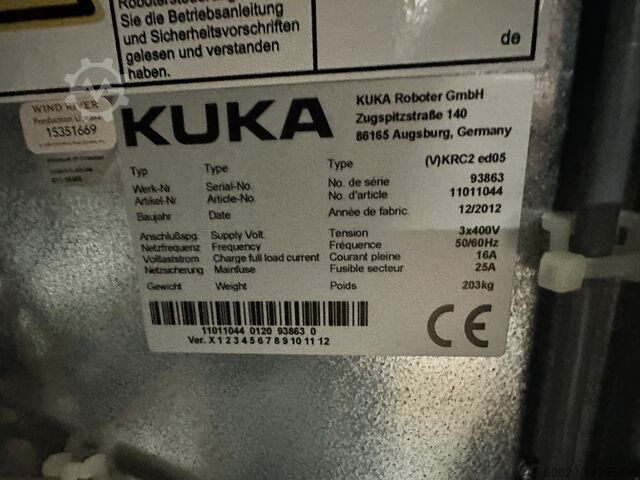 Robotersteuerung
Sie die Betriebsanleitung
und Sicherheitsvorschriften
gelesen und verstanden
haben.
de
WIND RIVER
15351669
KUKA
KUKA Roboter GmbH
Zugspitzstraße 140
86165 Augsburg, Germany
Typ Type Type (V)KRC2 ed05
Werk-Nr Serial-No. No. de série 93863
Artikel-Nr. Article-No. No. d'article 11011044
Baujahr Date Année de fabric. 12/2012
Anschlußspg. Supply Volt. Tension 3x400V
Netzfrequenz Frequency Fréquence 50/60Hz
Volllaststrom Charge full load current Courant pleine 16A
Netzsicherung Mainfuse Fusible secteur 25A
Gewicht Weight Poids 203kg
11011044 0120 93863 0
Ver. X 1 2 3 4 5 6 7 8 9 10 11 12
CE